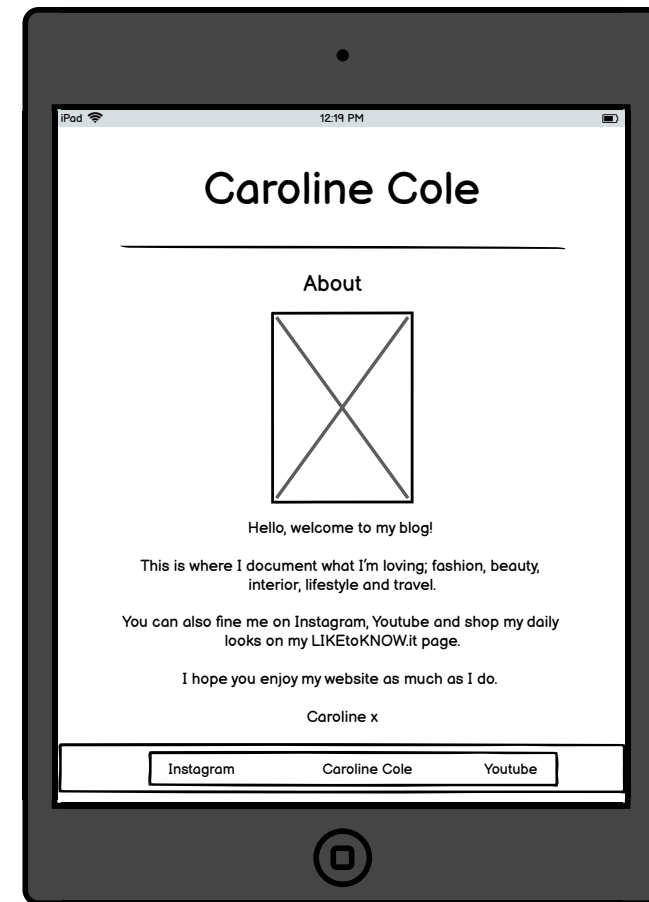 iPad
12:19 PM
Caroline Cole
About
Hello, welcome to my blog!
This is where I document what I'm loving; fashion, beauty,
interior, lifestyle and travel.
You can also fine me on Instagram, Youtube and shop my daily
looks on my LIKEtoKNOW.it page.
I hope you enjoy my website as much as I do.
Caroline x
Instagram Caroline Cole Youtube